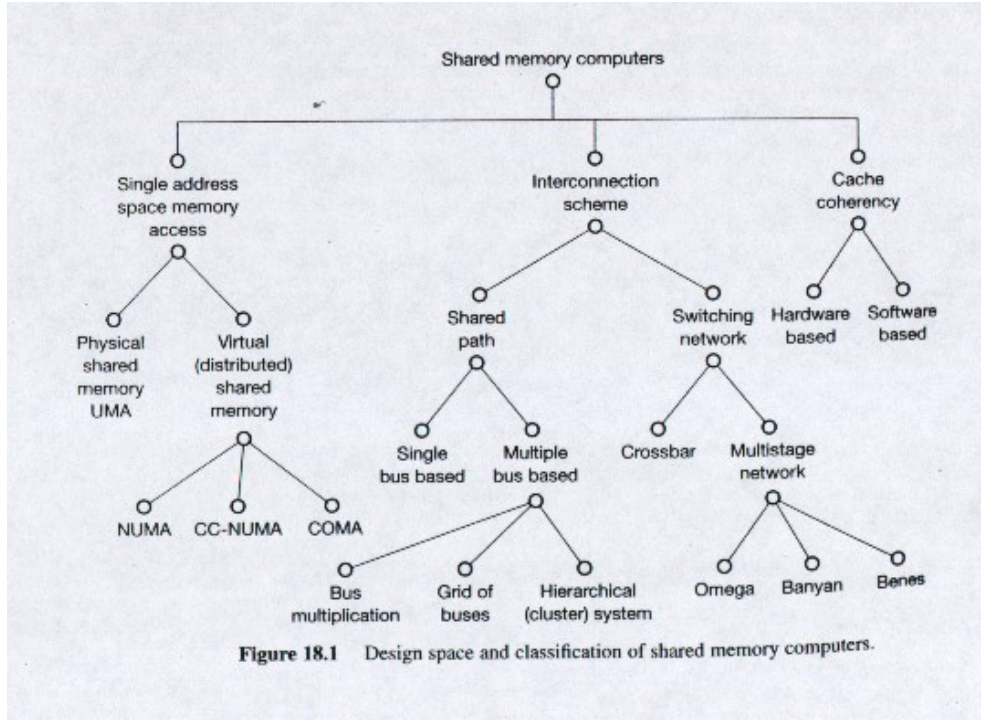 Shared memory computers
Single address
space memory
access
Interconnection
scheme
Cache
coherency
Physical
shared
memory
UMA
Virtual
(distributed)
shared
memory
Shared
path
Switching
network
Hardware
based
Software
based
Single
bus based
Multiple
bus based
Crossbar
Multistage
network
NUMA
CC-NUMA
COMA
Bus
multiplication
Grid of
buses
Hierarchical
(cluster) system
Omega
Banyan
Benes
Figure 18.1 Design space and classification of shared memory computers.